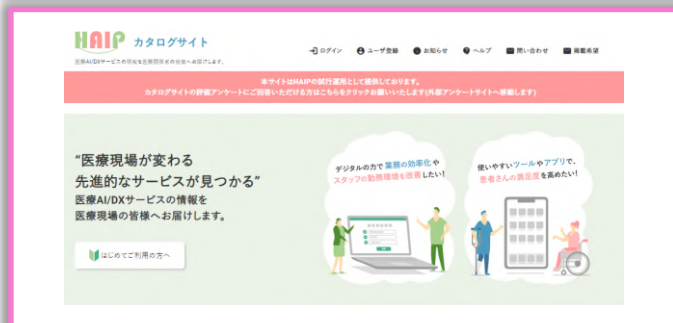 HAIP カタログサイト
医療AI/DXサービスの情報を医療関係者の皆様へお届けします。
ログイン ユーザ登録 お知らせ ヘルプ 問い合わせ 掲載希望
本サイトはHAIPの試行運用として提供しております。
カタログサイトの評価アンケートにご回答いただける方はこちらをクリックお願いいたします(外部アンケートサイトへ移動します)
“医療現場が変わる
先進的なサービスが見つかる”
医療AI/DXサービスの情報を
医療現場の皆様へお届けします。
はじめてご利用の方へ
デジタルの力で業務の効率化や
スタッフの勤務環境を改善したい!
使いやすいツールやアプリで、
患者さんの満足度を高めたい!